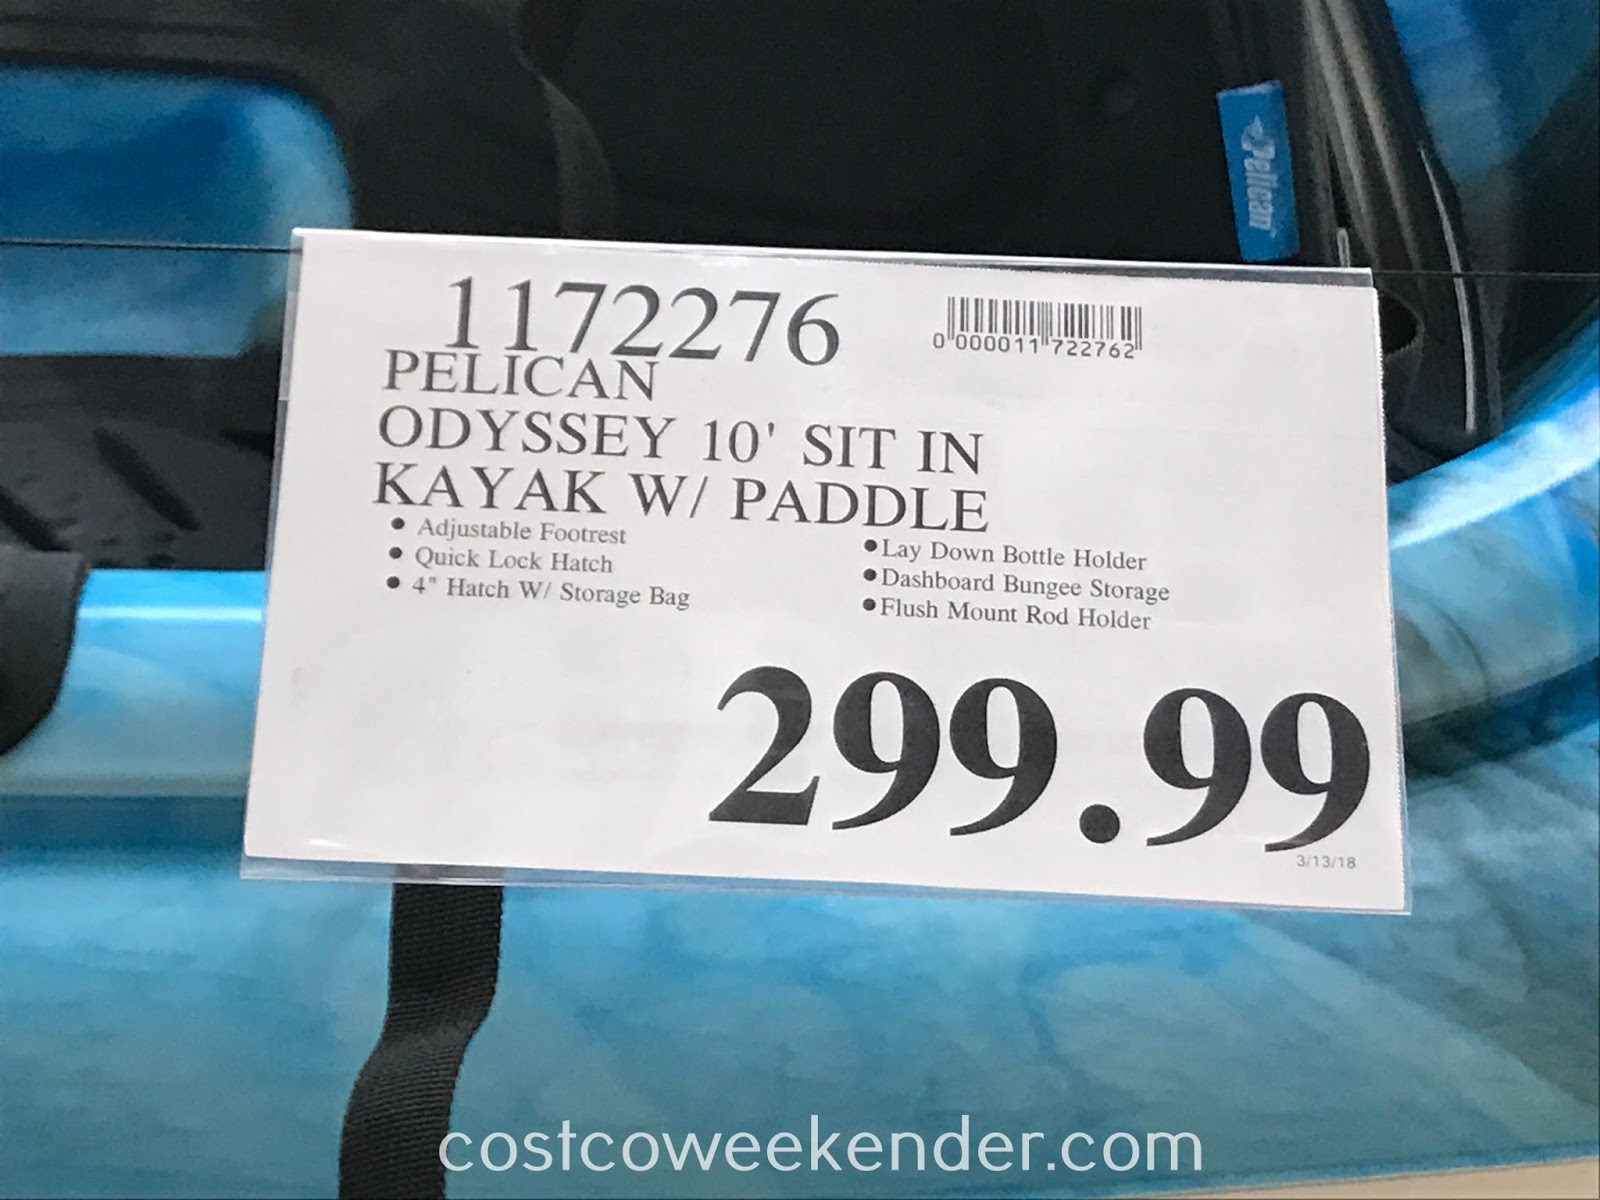 Pelican
1172276
0 000011 722762
PELICAN
ODYSSEY 10' SIT IN
KAYAK W/ PADDLE
• Adjustable Footrest
• Quick Lock Hatch
• 4" Hatch W/ Storage Bag
• Lay Down Bottle Holder
• Dashboard Bungee Storage
• Flush Mount Rod Holder
299.99
3/13/18
costcoweekender.com